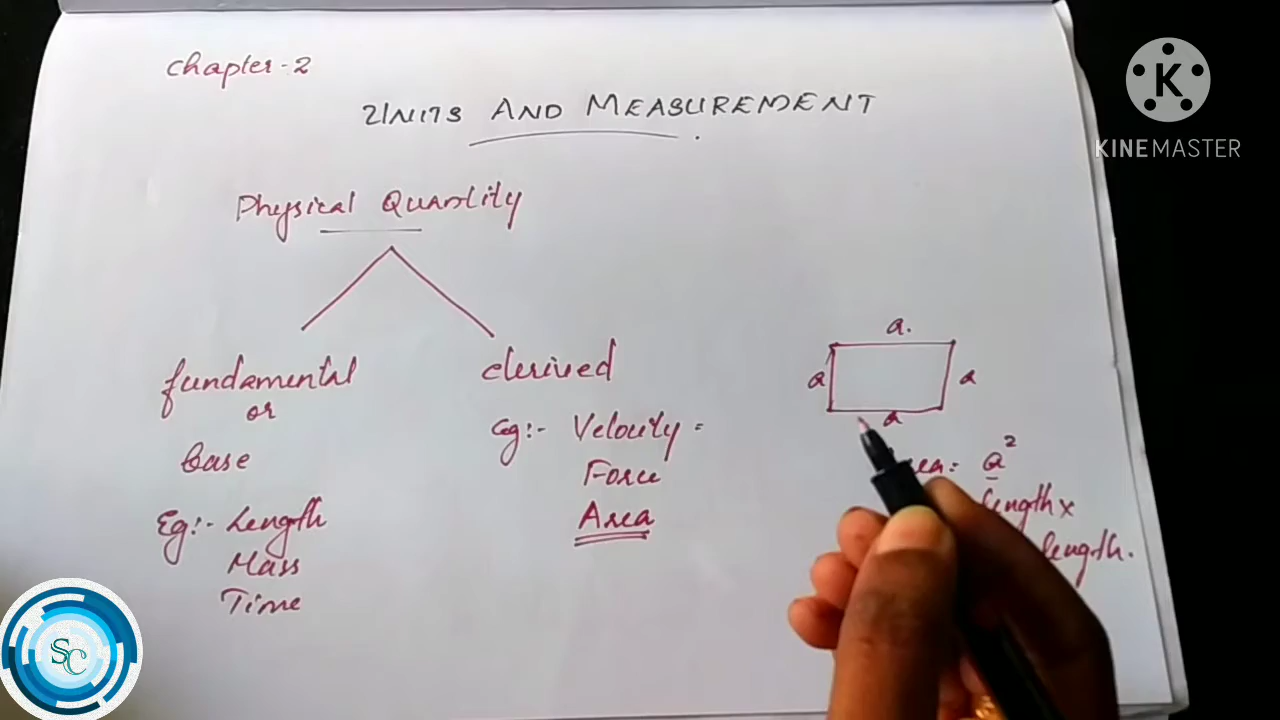 Chapter-2
UNITS AND MEASUREMENT.
Physical Quantity
fundamental
or
base
Eg:- Length
Mass
Time
derived
Eg:- Velocity =
Force
Area
a.
a
a
a
a²
length x
length.
K
KINEMASTER
SC